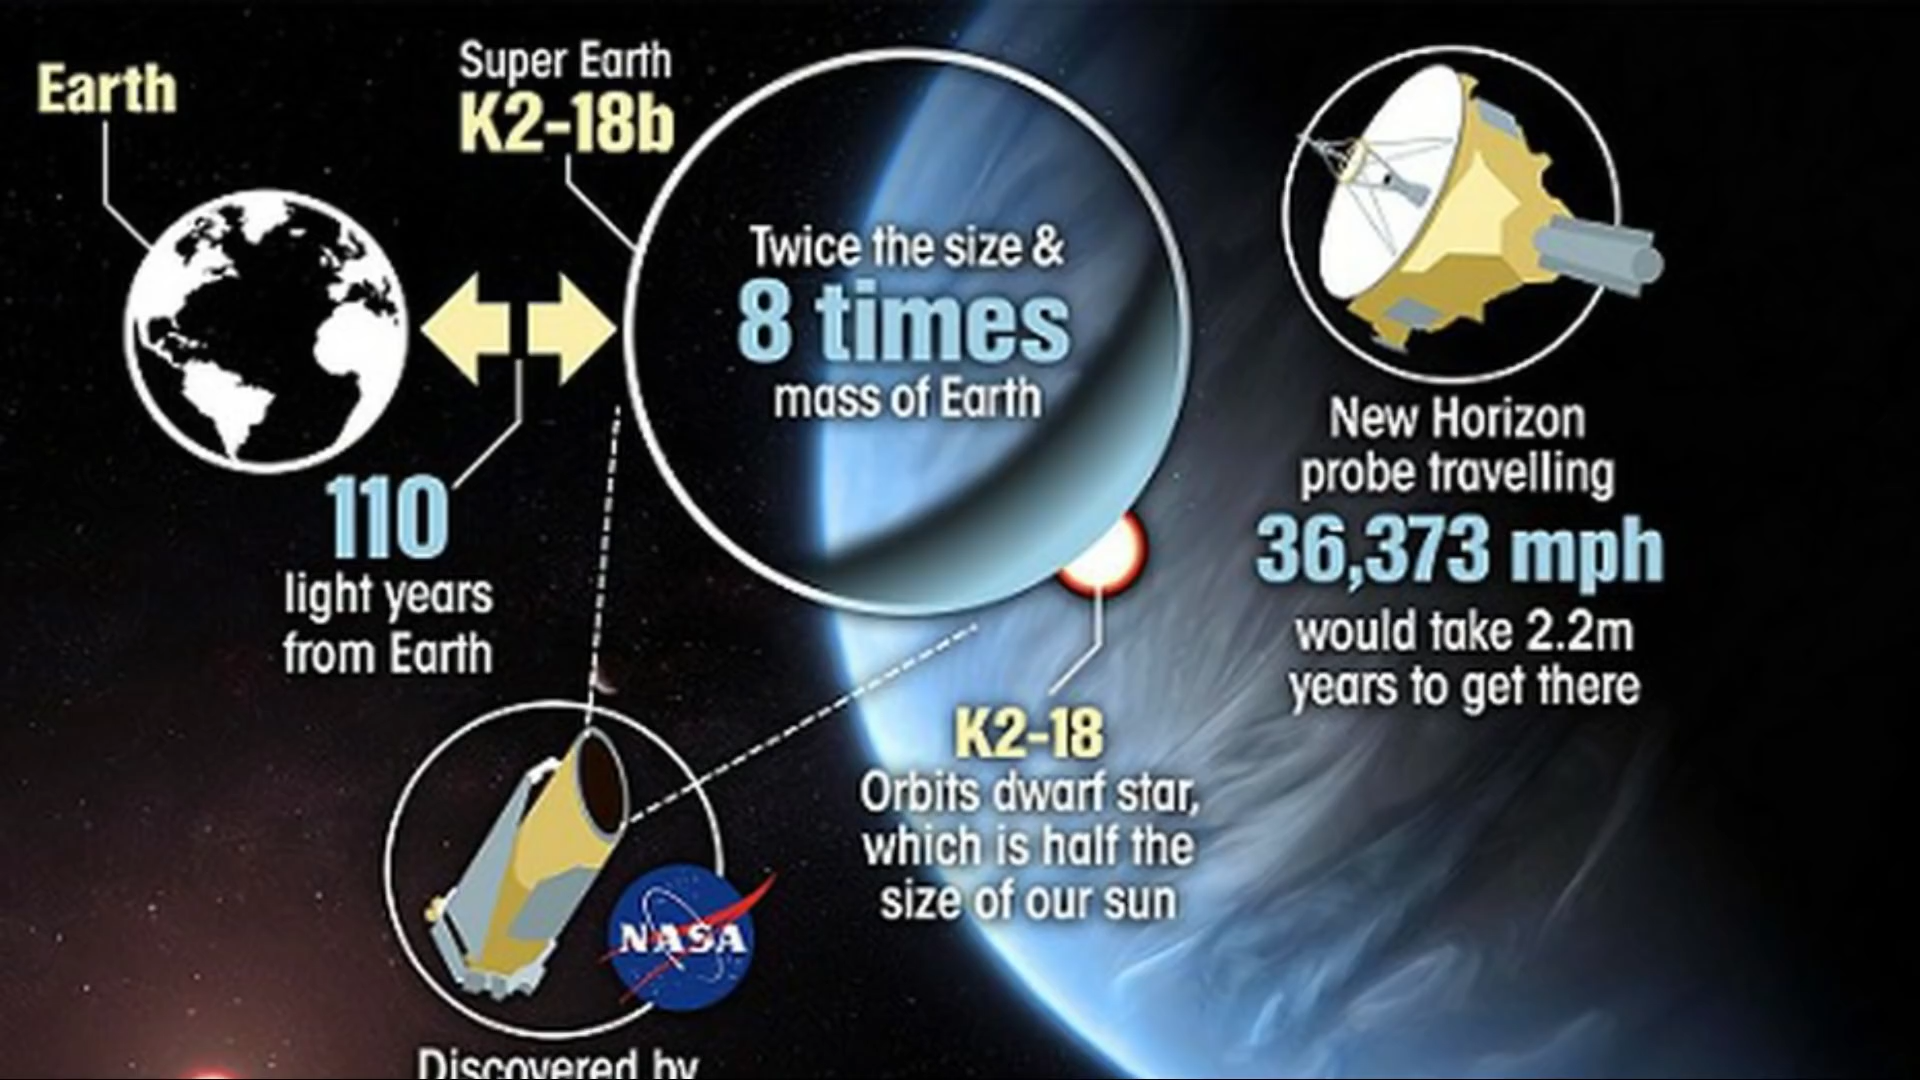 Earth
Super Earth
K2-18b
Twice the size &
8 times
mass of Earth
110
light years
from Earth
New Horizon
probe travelling
36,373 mph
would take 2.2m
years to get there
K2-18
Orbits dwarf star,
which is half the
size of our sun
NASA
Discovered by